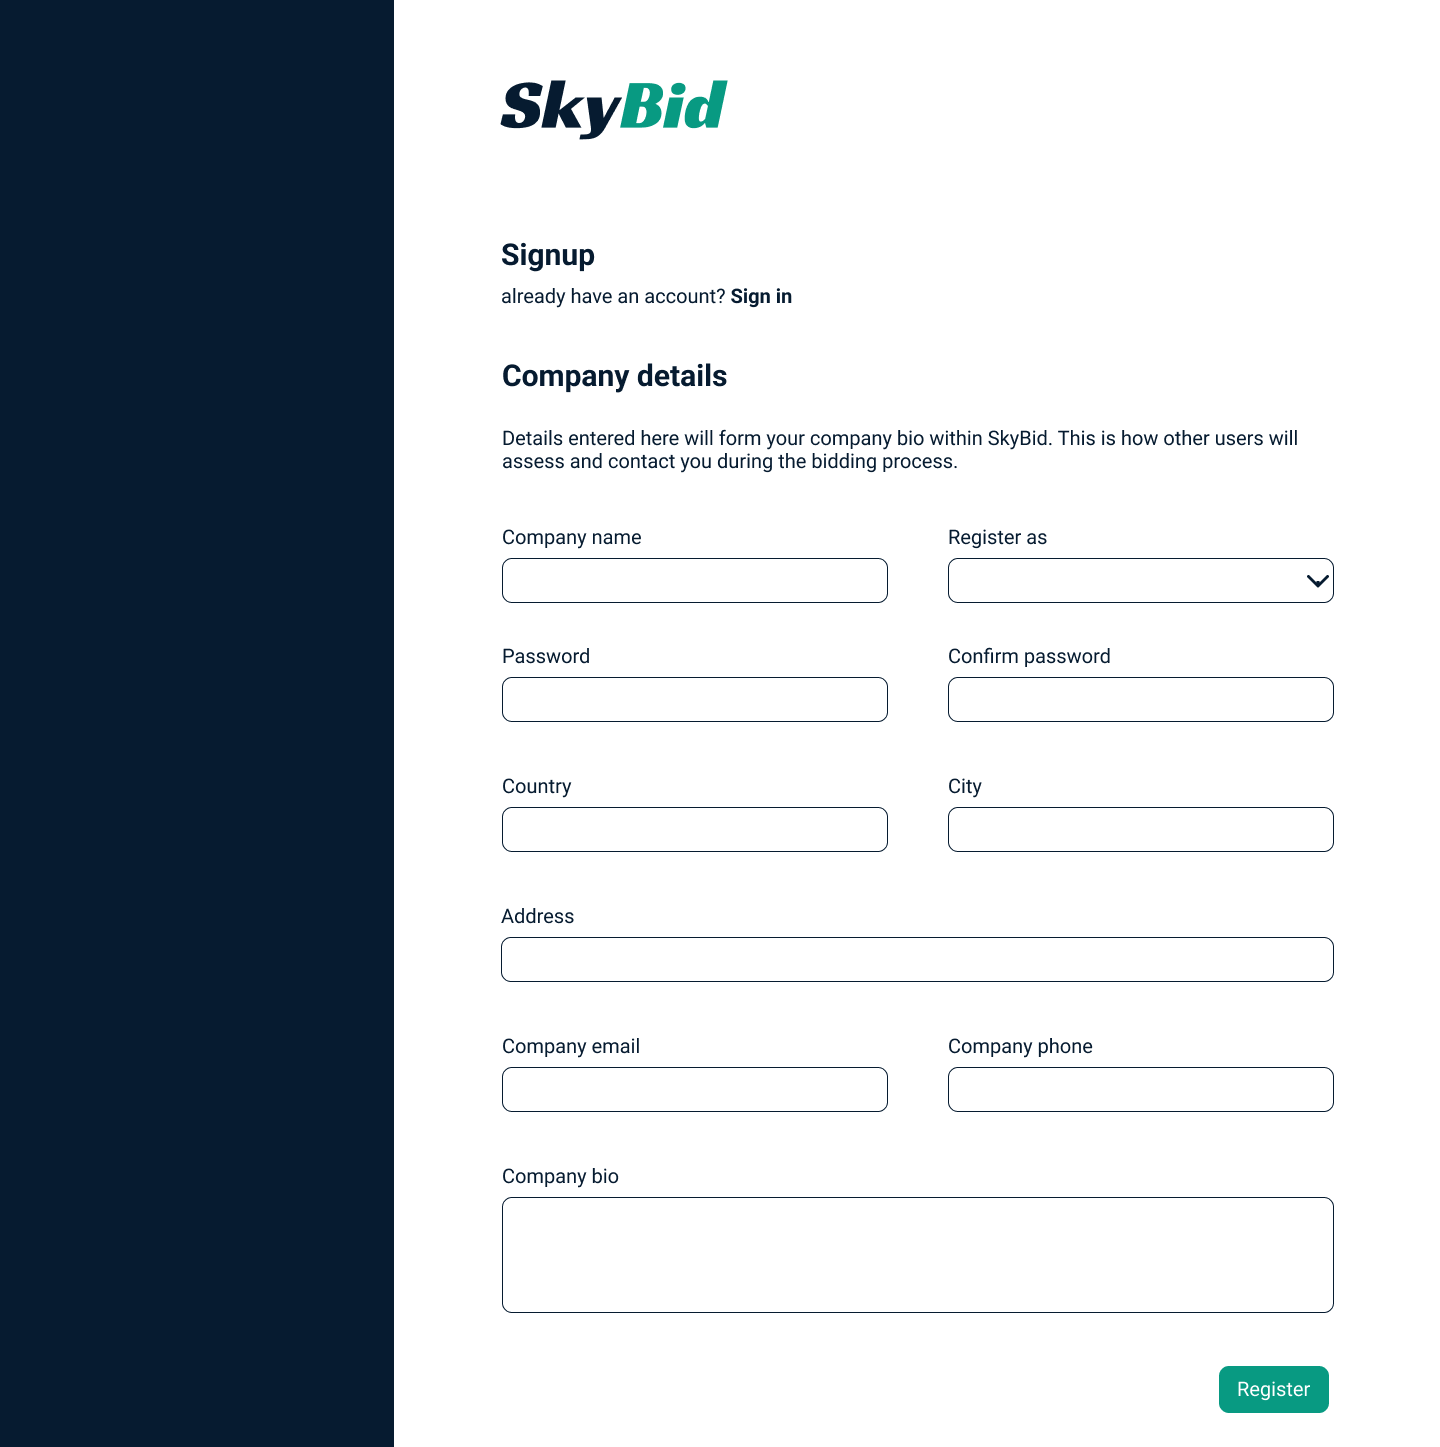 SkyBid
Signup
already have an account? Sign in
Company details
Details entered here will form your company bio within SkyBid. This is how other users will
assess and contact you during the bidding process.
Company name
Register as
Password
Confirm password
Country
City
Address
Company email
Company phone
Company bio
Register